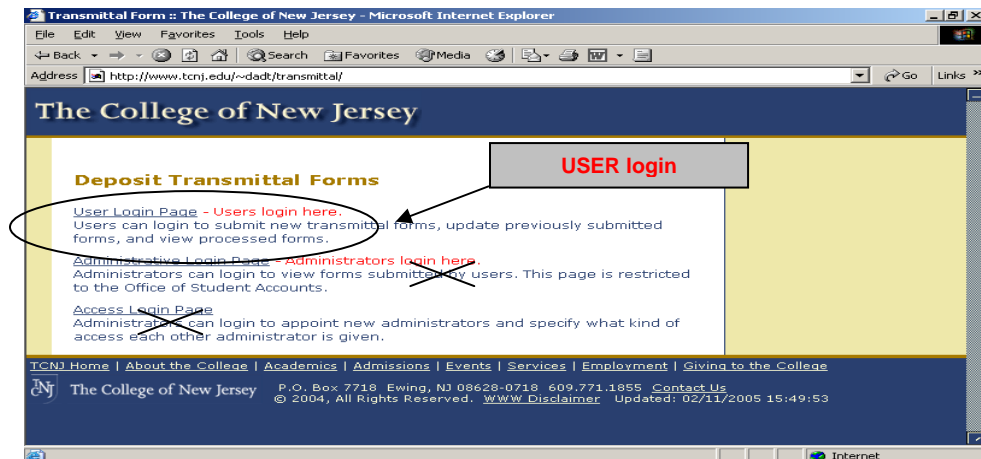 Transmittal Form :: The College of New Jersey - Microsoft Internet Explorer
File Edit View Favorites Tools Help
Back Search Favorites Media
Address http://www.tcnj.edu/~dadt/transmittal/ Go Links »
The College of New Jersey
USER login
Deposit Transmittal Forms
User Login Page - Users login here.
Users can login to submit new transmittal forms, update previously submitted
forms, and view processed forms.
Administrative Login Page - Administrators login here.
Administrators can login to view forms submitted by users. This page is restricted
to the Office of Student Accounts.
Access Login Page
Administrators can login to appoint new administrators and specify what kind of
access each other administrator is given.
TCNJ Home | About the College | Academics | Admissions | Events | Services | Employment | Giving to the College
TCNJ The College of New Jersey P.O. Box 7718 Ewing, NJ 08628-0718 609.771.1855 Contact Us
© 2004, All Rights Reserved. WWW Disclaimer Updated: 02/11/2005 15:49:53
Internet